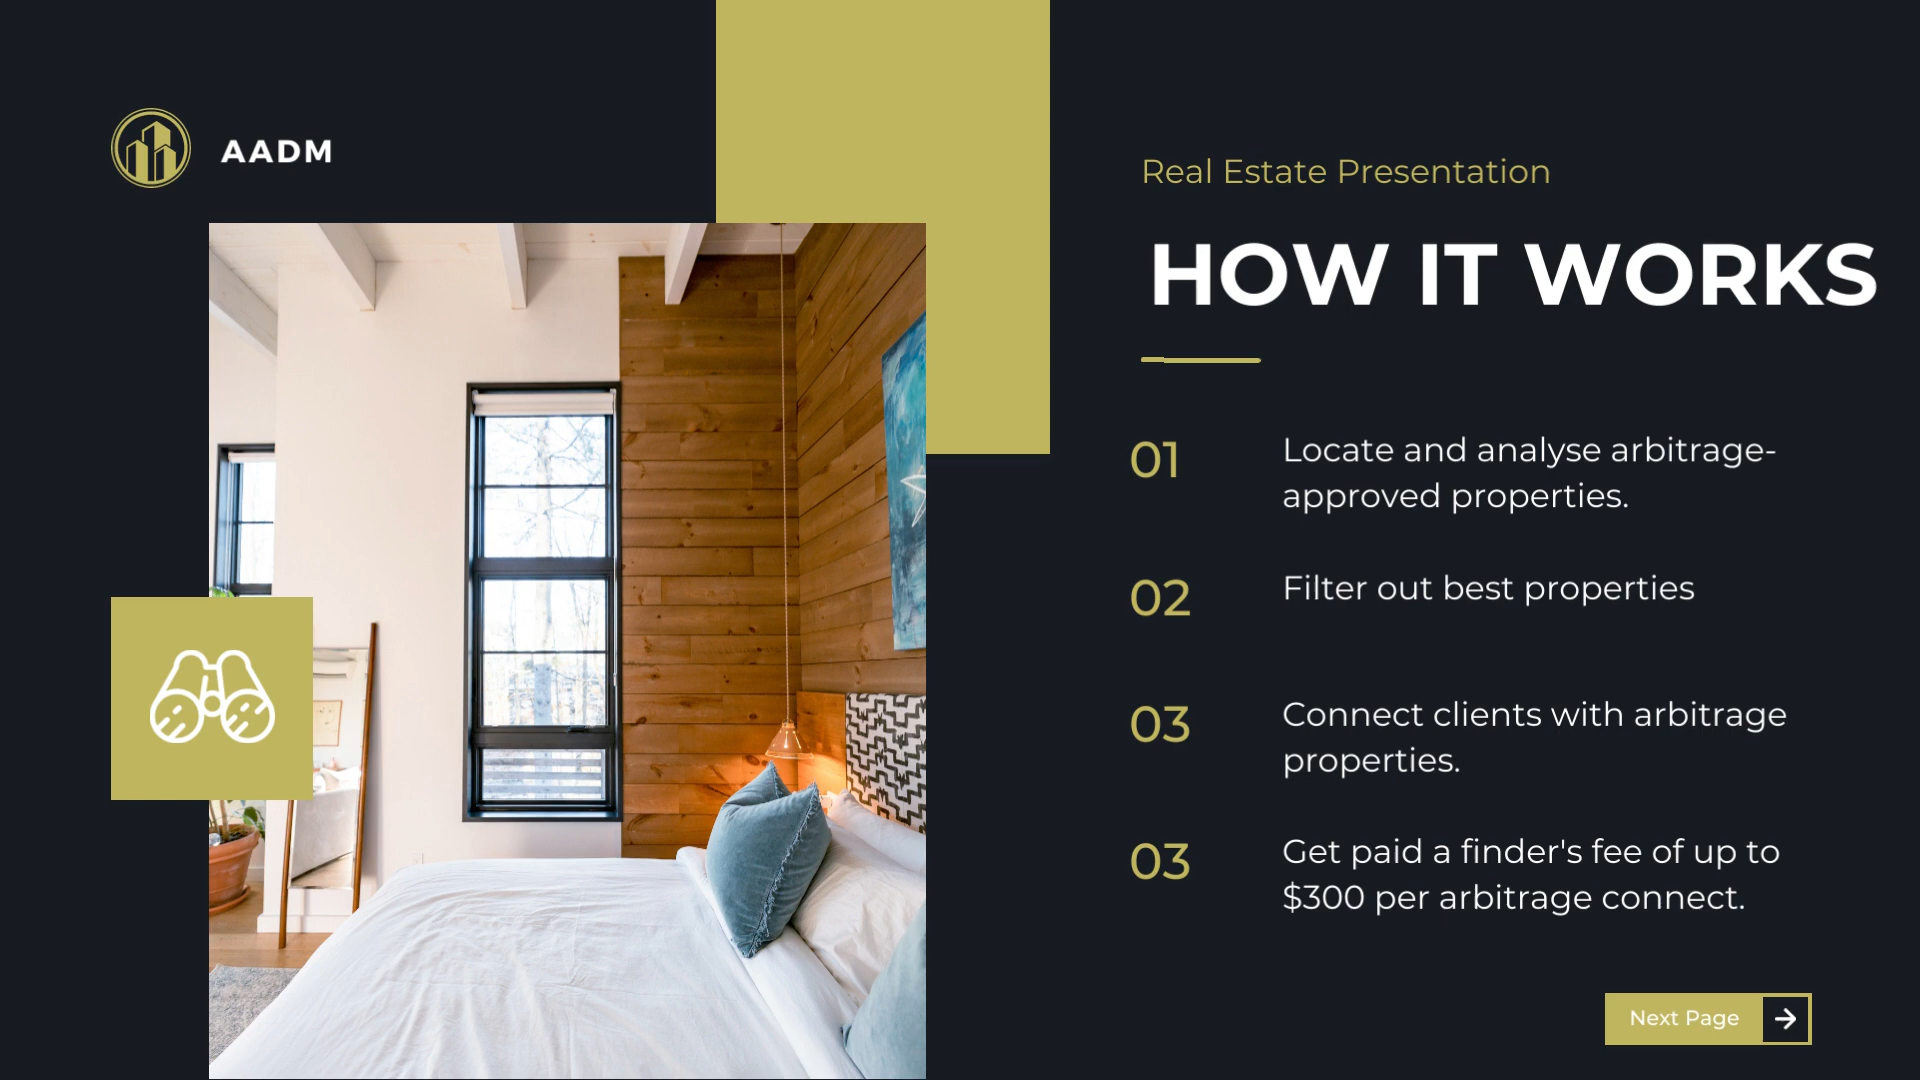 AADM
Real Estate Presentation
HOW IT WORKS
01
Locate and analyse arbitrage-
approved properties.
02
Filter out best properties
03
Connect clients with arbitrage
properties.
03
Get paid a finder's fee of up to
$300 per arbitrage connect.
Next Page